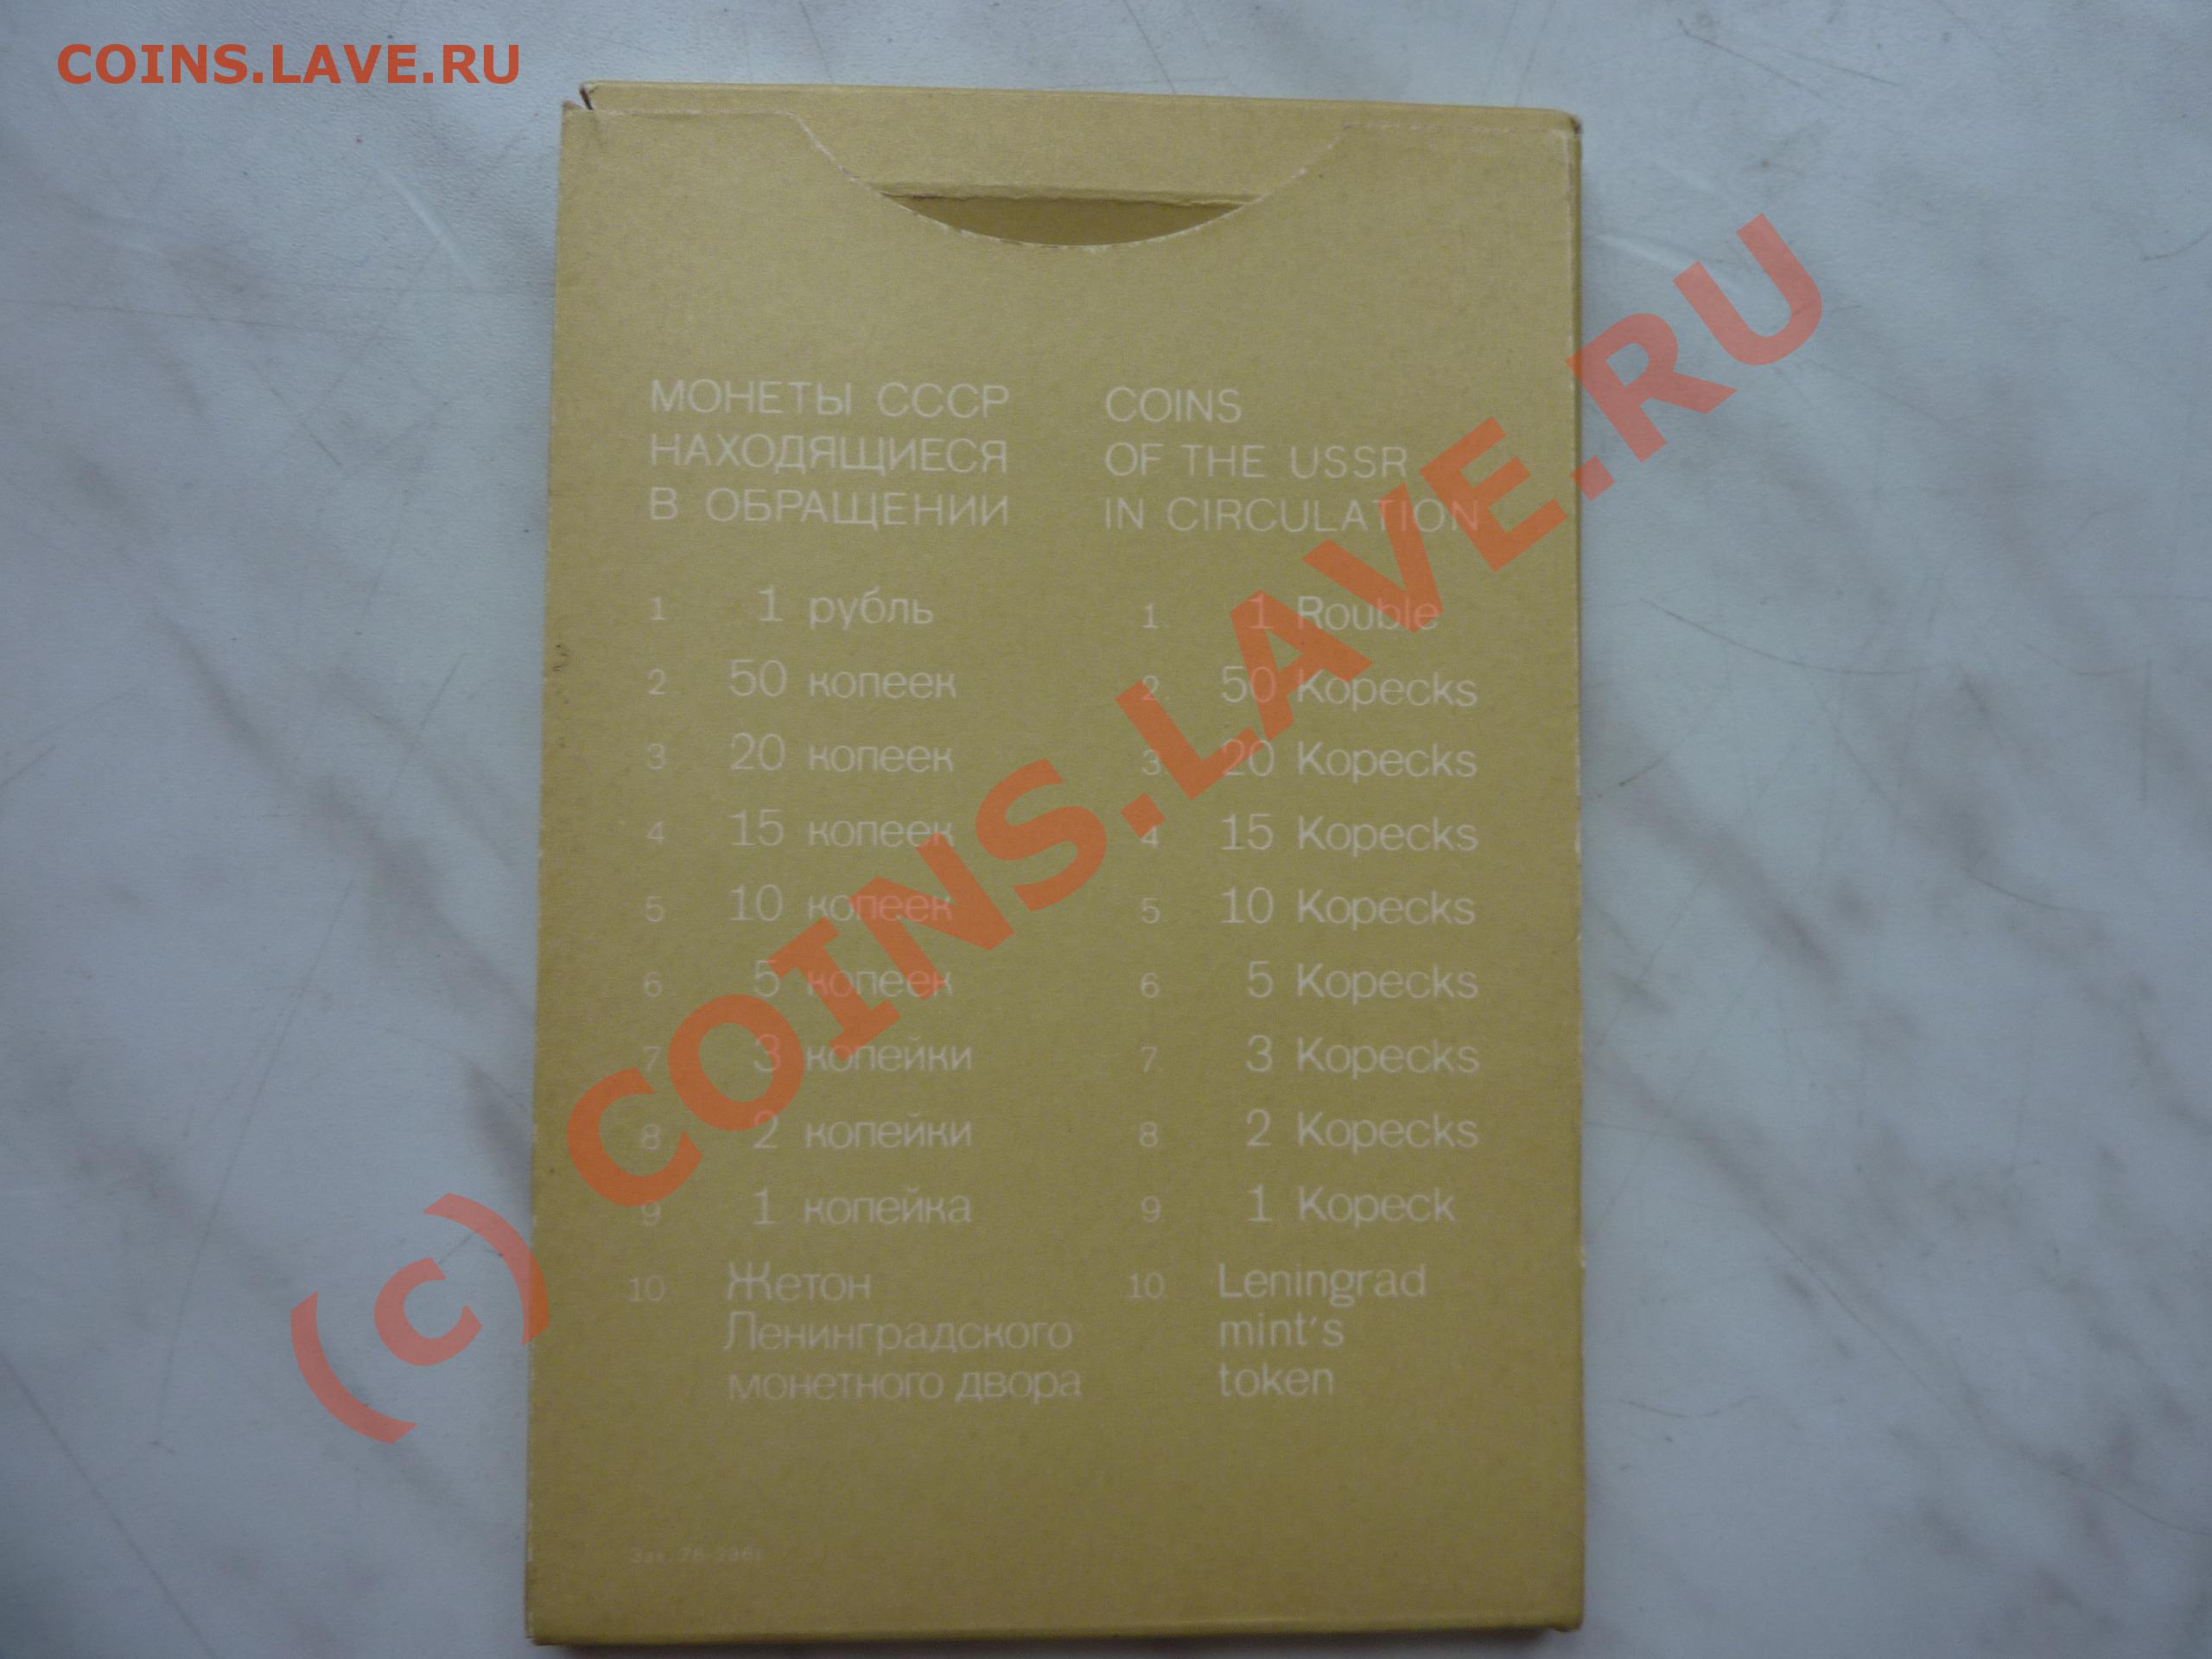 COINS.LAVE.RU
МОНЕТЫ СССР
НАХОДЯЩИЕСЯ
В ОБРАЩЕНИИ
1 1 рубль
2 50 копеек
3 20 копеек
4 15 копеек
5 10 копеек
6 5 копеек
7 3 копейки
8 2 копейки
9 1 копейка
10 Жетон
Ленинградского
монетного двора
COINS
OF THE USSR
IN CIRCULATION
1. 1 Rouble
2. 50 Kopecks
3 20 Kopecks
4 15 Kopecks
5 10 Kopecks
6 5 Kopecks
7 3 Kopecks
8 2 Kopecks
9 1 Kopeck
10 Leningrad
mint's
token
(c) COINS.LAVE.RU